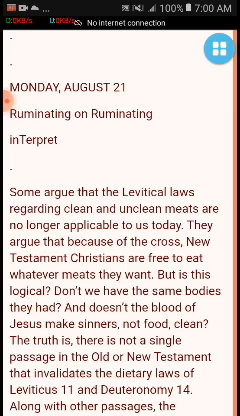 100% 7:00 AM
D:0KB/s U:0KB/s No internet connection
.
.
MONDAY, AUGUST 21
Ruminating on Ruminating
inTerpret
.
Some argue that the Levitical laws
regarding clean and unclean meats are
no longer applicable to us today. They
argue that because of the cross, New
Testament Christians are free to eat
whatever meats they want. But is this
logical? Don't we have the same bodies
they had? And doesn't the blood of
Jesus make sinners, not food, clean?
The truth is, there is not a single
passage in the Old or New Testament
that invalidates the dietary laws of
Leviticus 11 and Deuteronomy 14.
Along with other passages, the